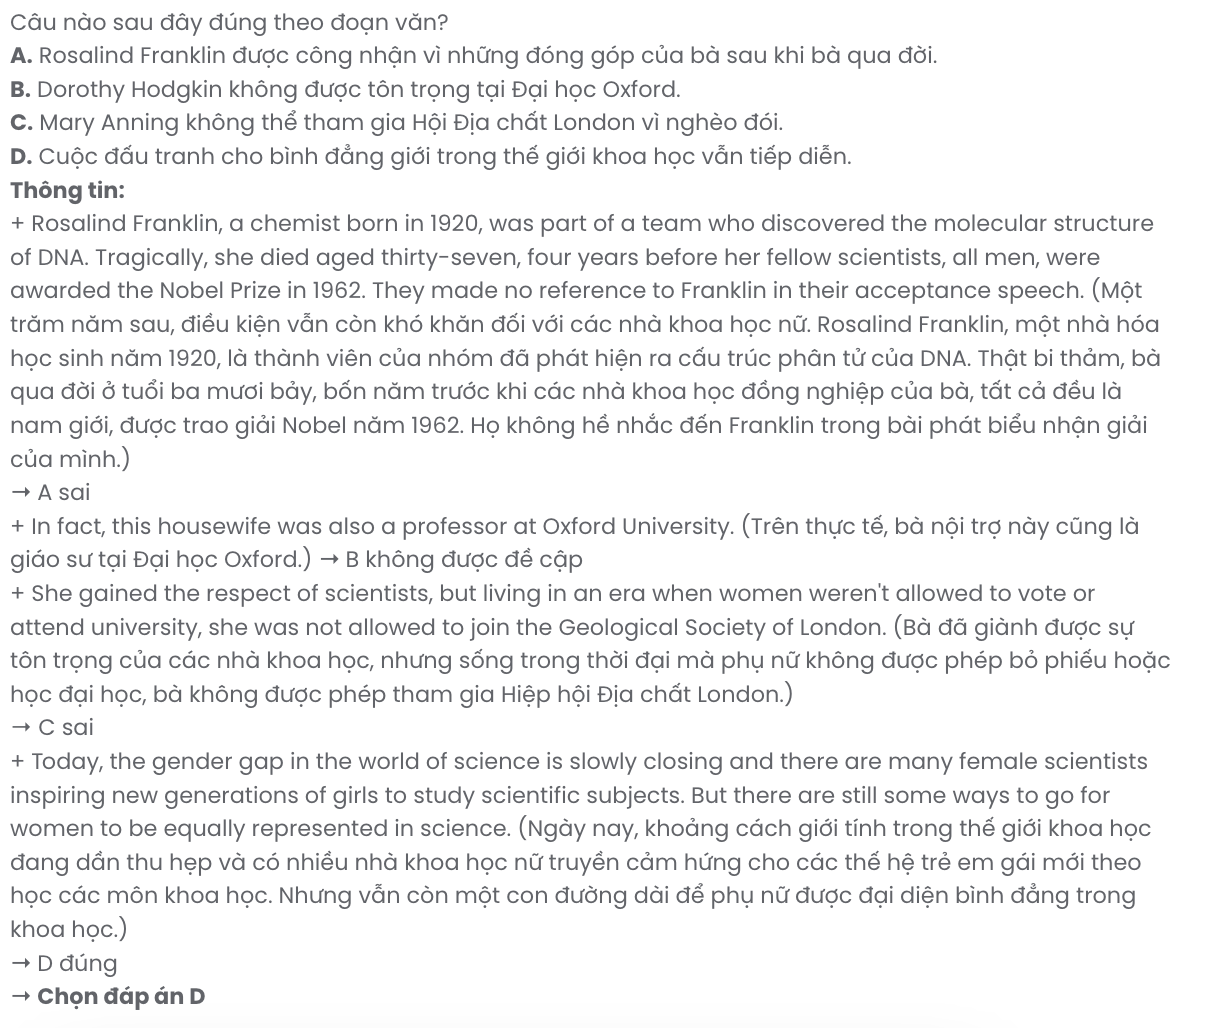 Câu nào sau đây đúng theo đoạn văn?
A. Rosalind Franklin được công nhận vì những đóng góp của bà sau khi bà qua đời.
B. Dorothy Hodgkin không được tôn trọng tại Đại học Oxford.
C. Mary Anning không thể tham gia Hội Địa chất London vì nghèo đói.
D. Cuộc đấu tranh cho bình đẳng giới trong thế giới khoa học vẫn tiếp diễn.
Thông tin:
+ Rosalind Franklin, a chemist born in 1920, was part of a team who discovered the molecular structure
of DNA. Tragically, she died aged thirty-seven, four years before her fellow scientists, all men, were
awarded the Nobel Prize in 1962. They made no reference to Franklin in their acceptance speech. (Một
trăm năm sau, điều kiện vẫn còn khó khăn đối với các nhà khoa học nữ. Rosalind Franklin, một nhà hóa
học sinh năm 1920, là thành viên của nhóm đã phát hiện ra cấu trúc phân tử của DNA. Thật bi thảm, bà
qua đời ở tuổi ba mươi bảy, bốn năm trước khi các nhà khoa học đồng nghiệp của bà, tất cả đều là
nam giới, được trao giải Nobel năm 1962. Họ không hề nhắc đến Franklin trong bài phát biểu nhận giải
của mình.)
→ A sai
+ In fact, this housewife was also a professor at Oxford University. (Trên thực tế, bà nội trợ này cũng là
giáo sư tại Đại học Oxford.) → B không được đề cập
+ She gained the respect of scientists, but living in an era when women weren't allowed to vote or
attend university, she was not allowed to join the Geological Society of London. (Bà đã giành được sự
tôn trọng của các nhà khoa học, nhưng sống trong thời đại mà phụ nữ không được phép bỏ phiếu hoặc
học đại học, bà không được phép tham gia Hiệp hội Địa chất London.)
→ C sai
+ Today, the gender gap in the world of science is slowly closing and there are many female scientists
inspiring new generations of girls to study scientific subjects. But there are still some ways to go for
women to be equally represented in science. (Ngày nay, khoảng cách giới tính trong thế giới khoa học
đang dần thu hẹp và có nhiều nhà khoa học nữ truyền cảm hứng cho các thế hệ trẻ em gái mới theo
học các môn khoa học. Nhưng vẫn còn một con đường dài để phụ nữ được đại diện bình đẳng trong
khoa học.)
→ D đúng
→ Chọn đáp án D